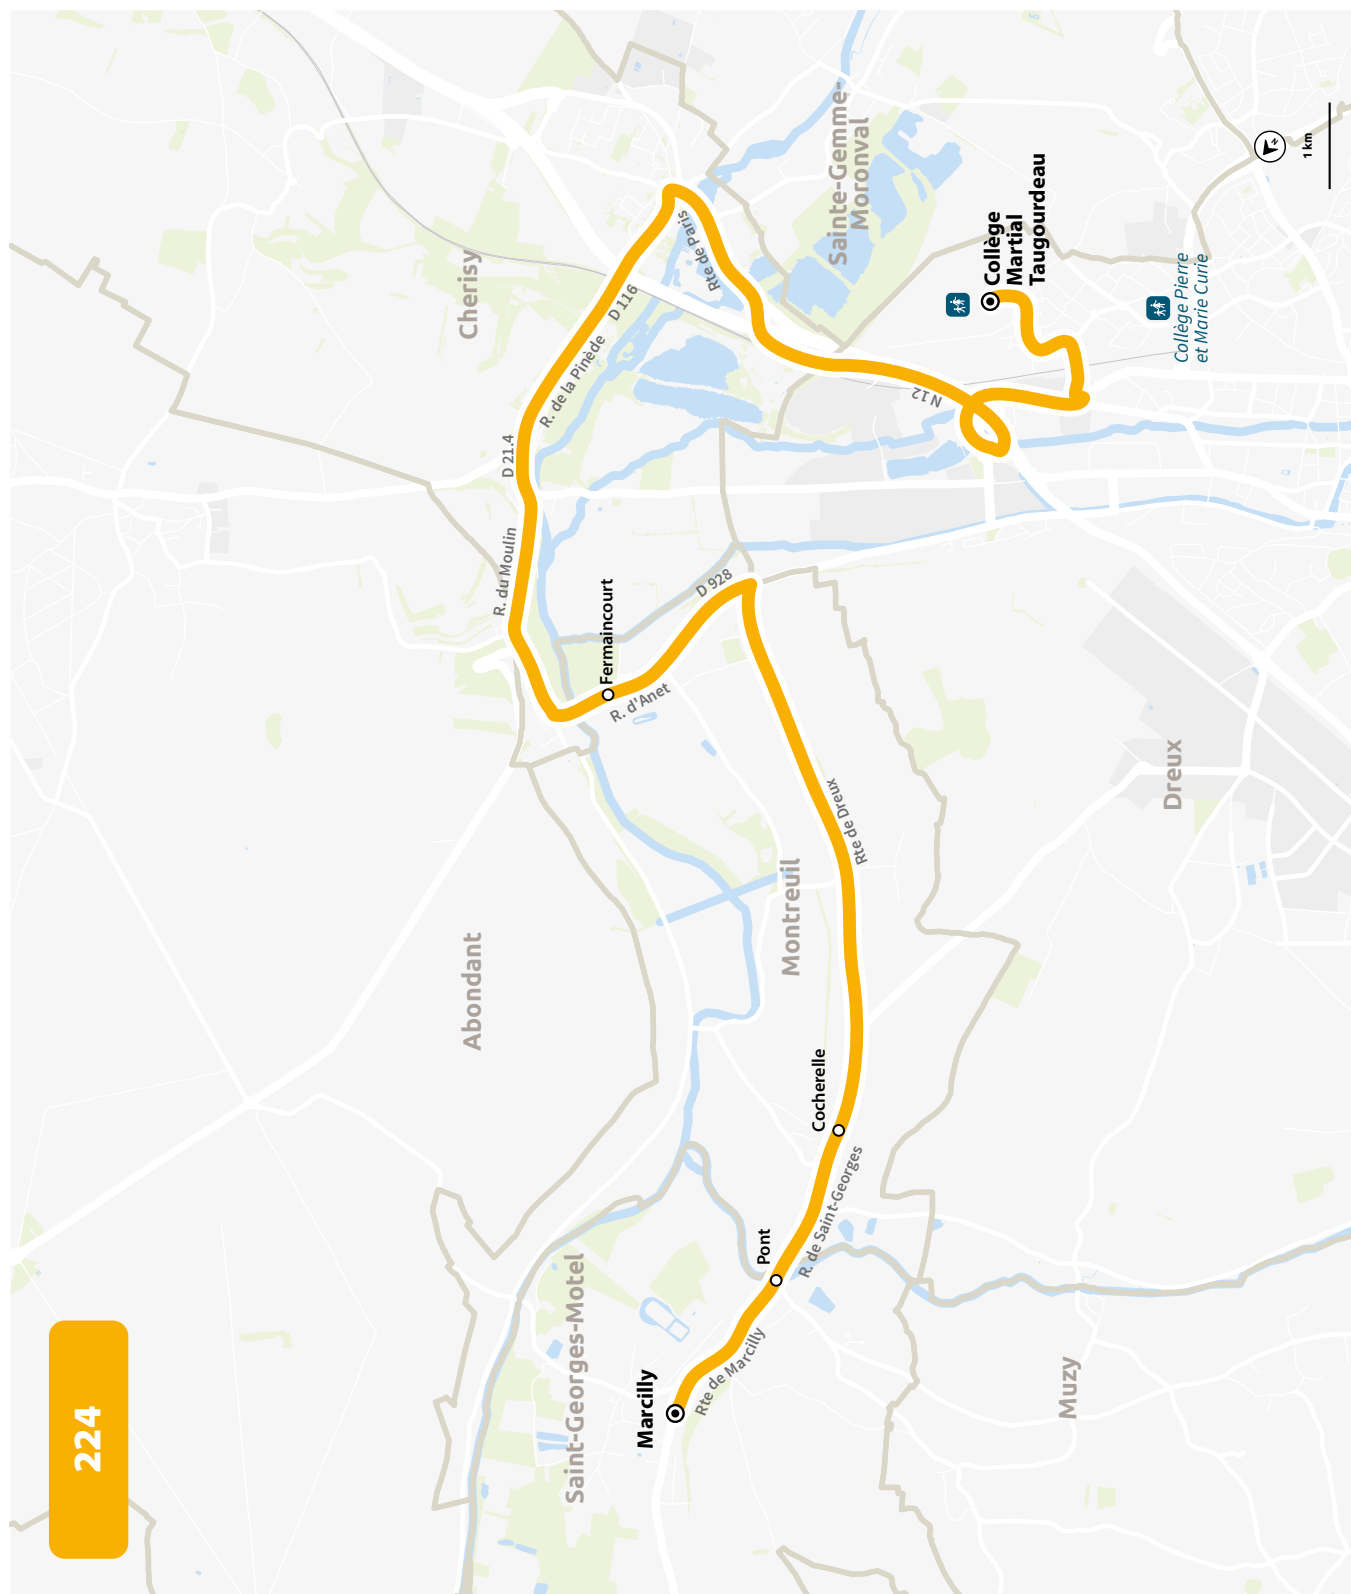 224
Marcilly
Rte de Marcilly
Pont
R. de Saint-Georges
Cocherelle
Rte de Dreux
D 928
R. d'Anet
Fermaincourt
R. du Moulin
D 21.4
R. de la Pinède
D 116
Rte de Paris
N 12
Collège
Martial
Taugourdeau
Collège Pierre
et Marie Curie
Saint-Georges-Motel
Abondant
Cherisy
Montreuil
Sainte-Gemme-
Moronval
Muzy
Dreux
N
1 km